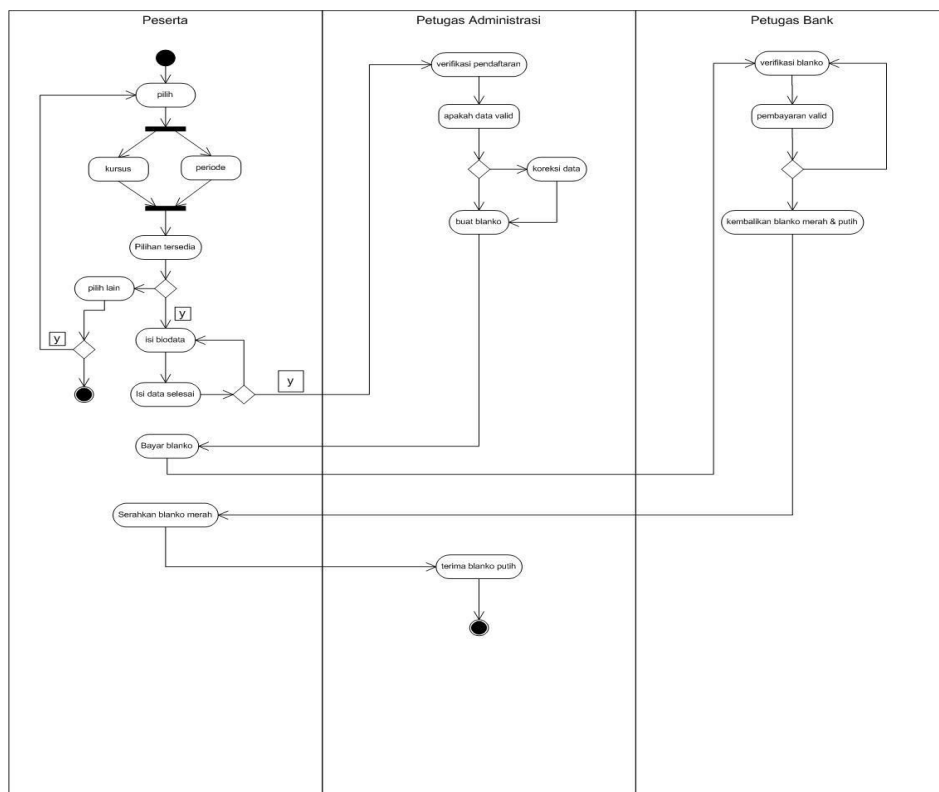 Peserta
Petugas Administrasi
Petugas Bank
pilih
kursus
periode
Pilihan tersedia
pilih lain
y
y
isi biodata
Isi data selesai
y
Bayar blanko
Serahkan blanko merah
verifikasi pendaftaran
apakah data valid
koreksi data
buat blanko
terima blanko putih
verifikasi blanko
pembayaran valid
kembalikan blanko merah & putih